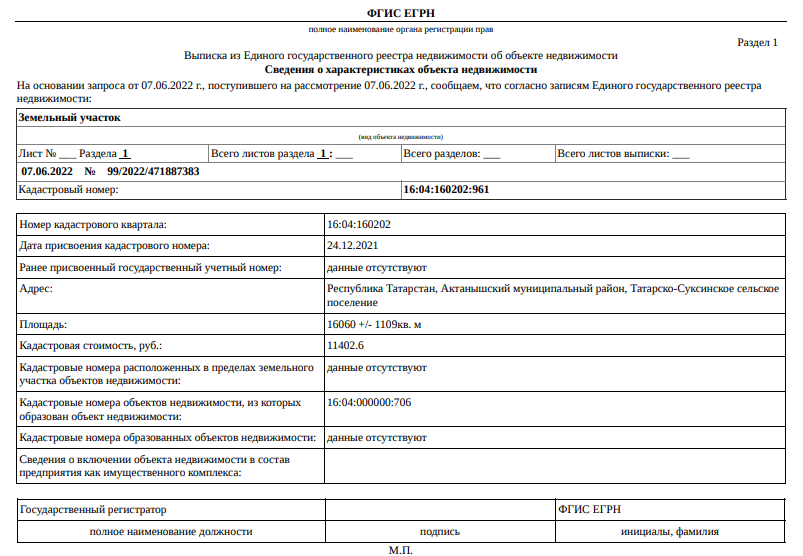 ФГИС ЕГРН
полное наименование органа регистрации прав
Раздел 1
Выписка из Единого государственного реестра недвижимости об объекте недвижимости
Сведения о характеристиках объекта недвижимости
На основании запроса от 07.06.2022 г., поступившего на рассмотрение 07.06.2022 г., сообщаем, что согласно записям Единого государственного реестра
недвижимости:
Земельный участок
(вид объекта недвижимости)
Лист № ___ Раздела 1 Всего листов раздела 1 : ___ Всего разделов: ___ Всего листов выписки: ___
07.06.2022 № 99/2022/471887383
Кадастровый номер: 16:04:160202:961
Номер кадастрового квартала: 16:04:160202
Дата присвоения кадастрового номера: 24.12.2021
Ранее присвоенный государственный учетный номер: данные отсутствуют
Адрес: Республика Татарстан, Актанышский муниципальный район, Татарско-Суксинское сельское
поселение
Площадь: 16060 +/- 1109кв. м
Кадастровая стоимость, руб.: 11402.6
Кадастровые номера расположенных в пределах земельного данные отсутствуют
участка объектов недвижимости:
Кадастровые номера объектов недвижимости, из которых 16:04:000000:706
образован объект недвижимости:
Кадастровые номера образованных объектов недвижимости: данные отсутствуют
Сведения о включении объекта недвижимости в состав
предприятия как имущественного комплекса:
Государственный регистратор ФГИС ЕГРН
полное наименование должности подпись инициалы, фамилия
М.П.